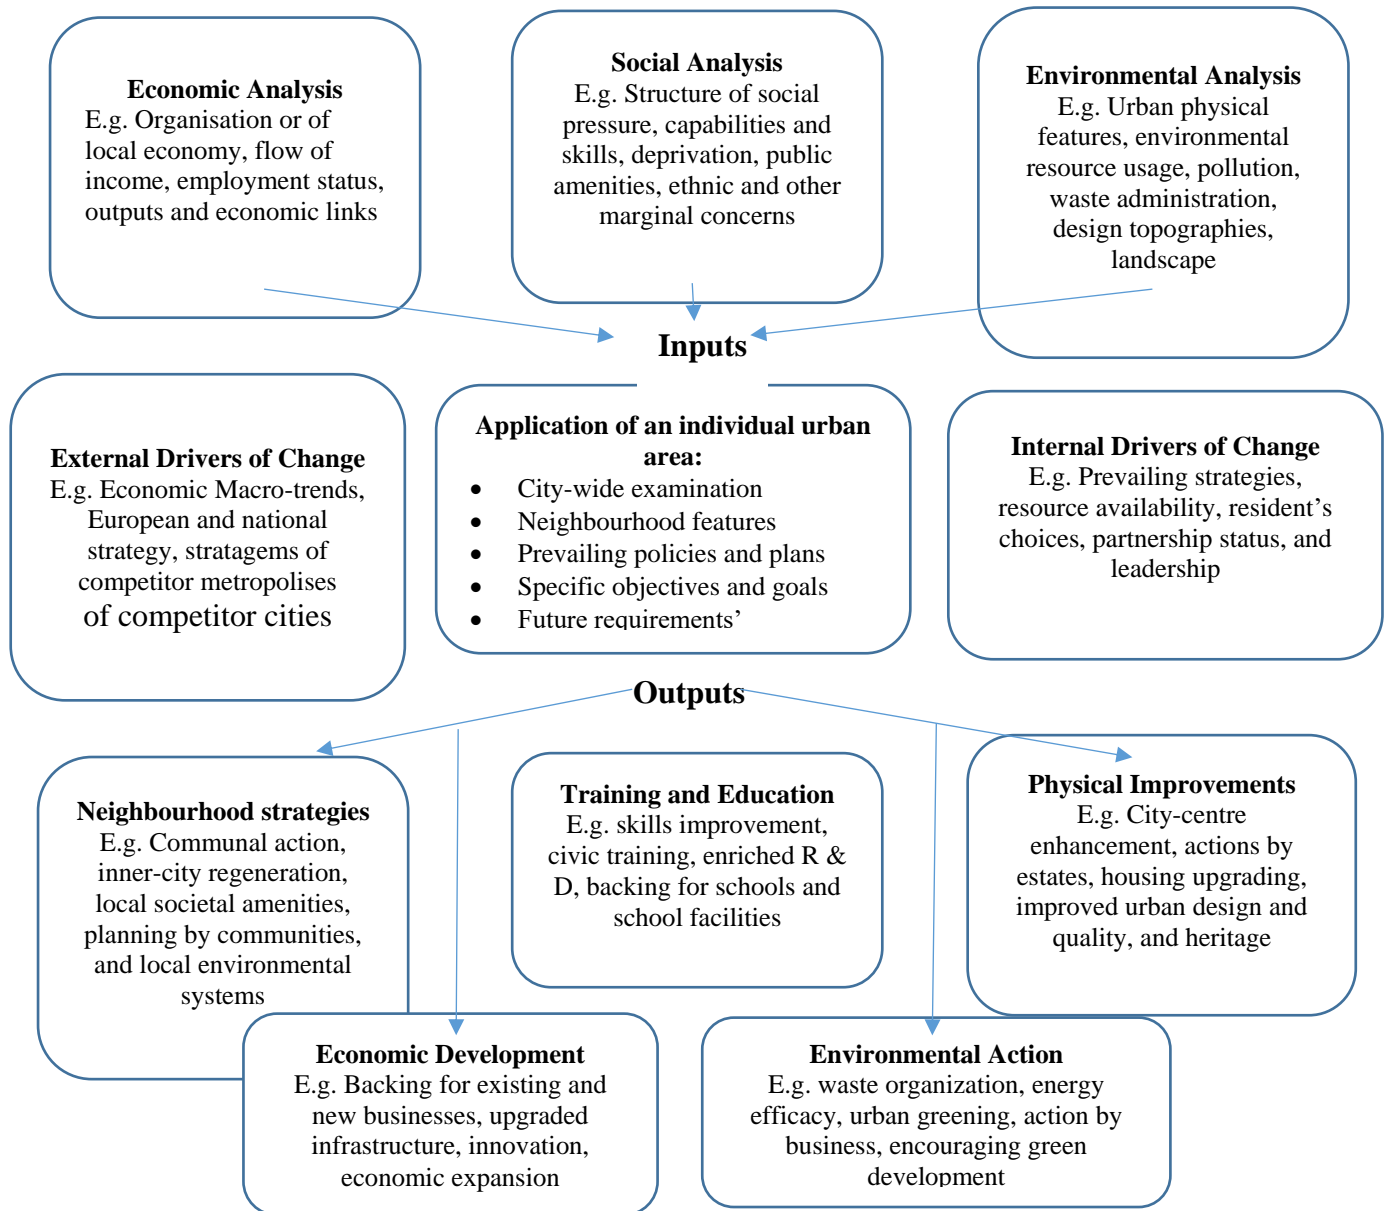 Economic Analysis
E.g. Organisation or of
local economy, flow of
income, employment status,
outputs and economic links
Social Analysis
E.g. Structure of social
pressure, capabilities and
skills, deprivation, public
amenities, ethnic and other
marginal concerns
Environmental Analysis
E.g. Urban physical
features, environmental
resource usage, pollution,
waste administration,
design topographies,
landscape
Inputs
External Drivers of Change
E.g. Economic Macro-trends,
European and national
strategy, stratagems of
competitor metropolises
of competitor cities
Application of an individual urban
area:
• City-wide examination
• Neighbourhood features
• Prevailing policies and plans
• Specific objectives and goals
• Future requirements’
Internal Drivers of Change
E.g. Prevailing strategies,
resource availability, resident’s
choices, partnership status, and
leadership
Outputs
Neighbourhood strategies
E.g. Communal action,
inner-city regeneration,
local societal amenities,
planning by communities,
and local environmental
systems
Training and Education
E.g. skills improvement,
civic training, enriched R &
D, backing for schools and
school facilities
Physical Improvements
E.g. City-centre
enhancement, actions by
estates, housing upgrading,
improved urban design and
quality, and heritage
Economic Development
E.g. Backing for existing and
new businesses, upgraded
infrastructure, innovation,
economic expansion
Environmental Action
E.g. waste organization, energy
efficacy, urban greening, action by
business, encouraging green
development